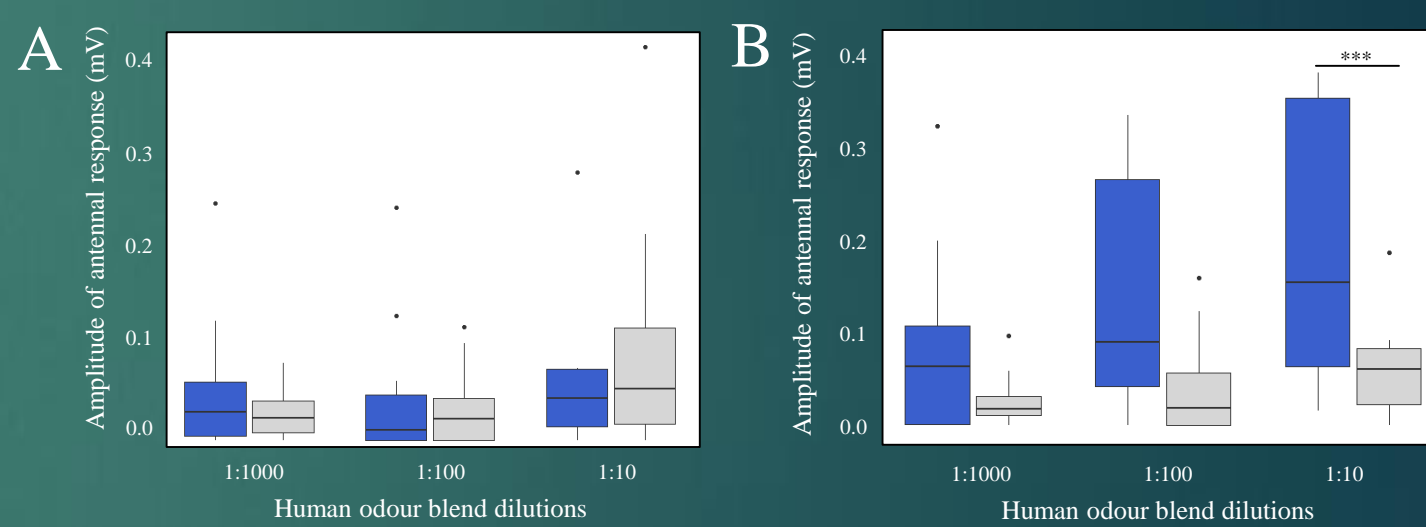 A
Amplitude of antennal response (mV)
0.4
0.3
0.2
0.1
0.0
1:1000 1:100 1:10
Human odour blend dilutions
B
Amplitude of antennal response (mV)
0.4
0.3
0.2
0.1
0.0
***
1:1000 1:100 1:10
Human odour blend dilutions